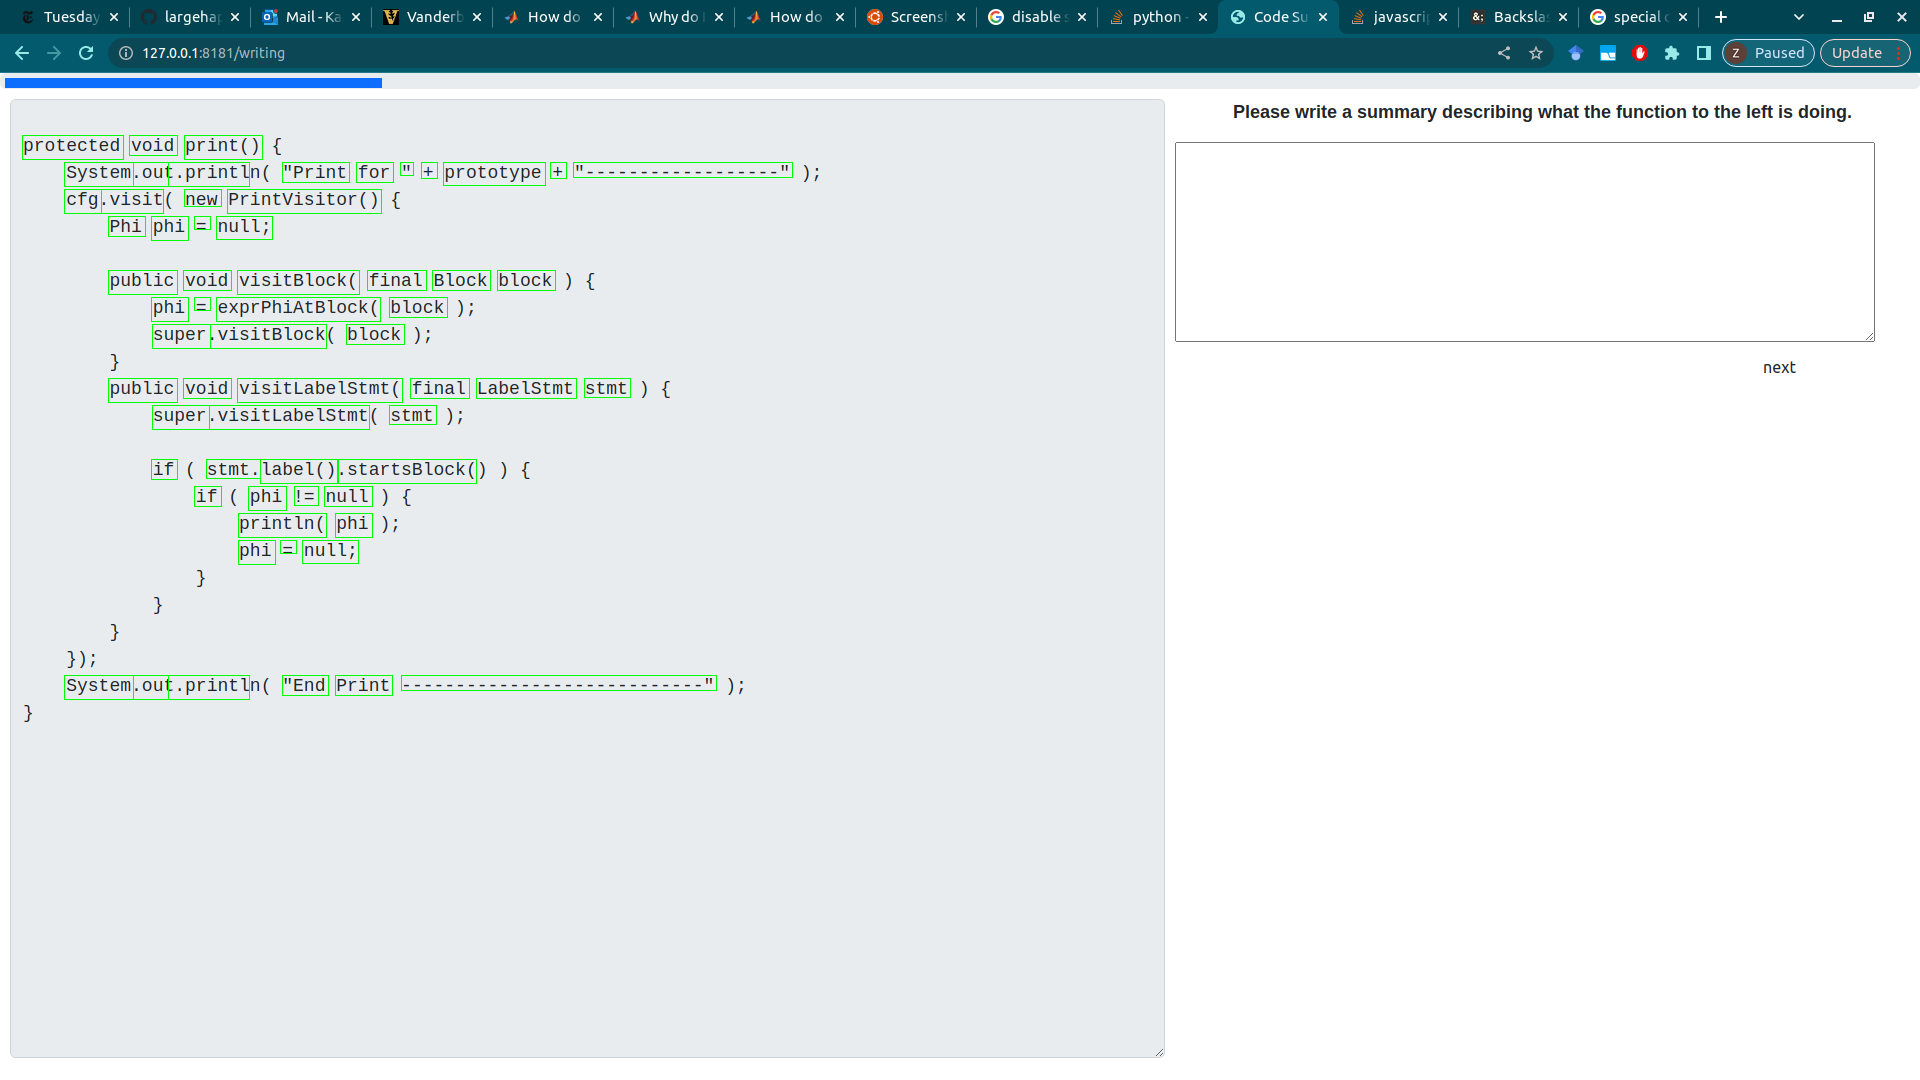 Tuesday
largehap
Mail - Ka
Vanderb
How do
Why do
How do
Screensh
disable s
python -
Code Su
javascrip
Backslas
special c
127.0.0.1:8181/writing
Z Paused
Update
protected void print() {
System.out.println( "Print for " + prototype + "------------------" );
cfg.visit( new PrintVisitor() {
Phi phi = null;
public void visitBlock( final Block block ) {
phi = exprPhiAtBlock( block );
super.visitBlock( block );
}
public void visitLabelStmt( final LabelStmt stmt ) {
super.visitLabelStmt( stmt );
if ( stmt.label().startsBlock() ) {
if ( phi != null ) {
println( phi );
phi = null;
}
}
}
});
System.out.println( "End Print ----------------------------" );
}
Please write a summary describing what the function to the left is doing.
next